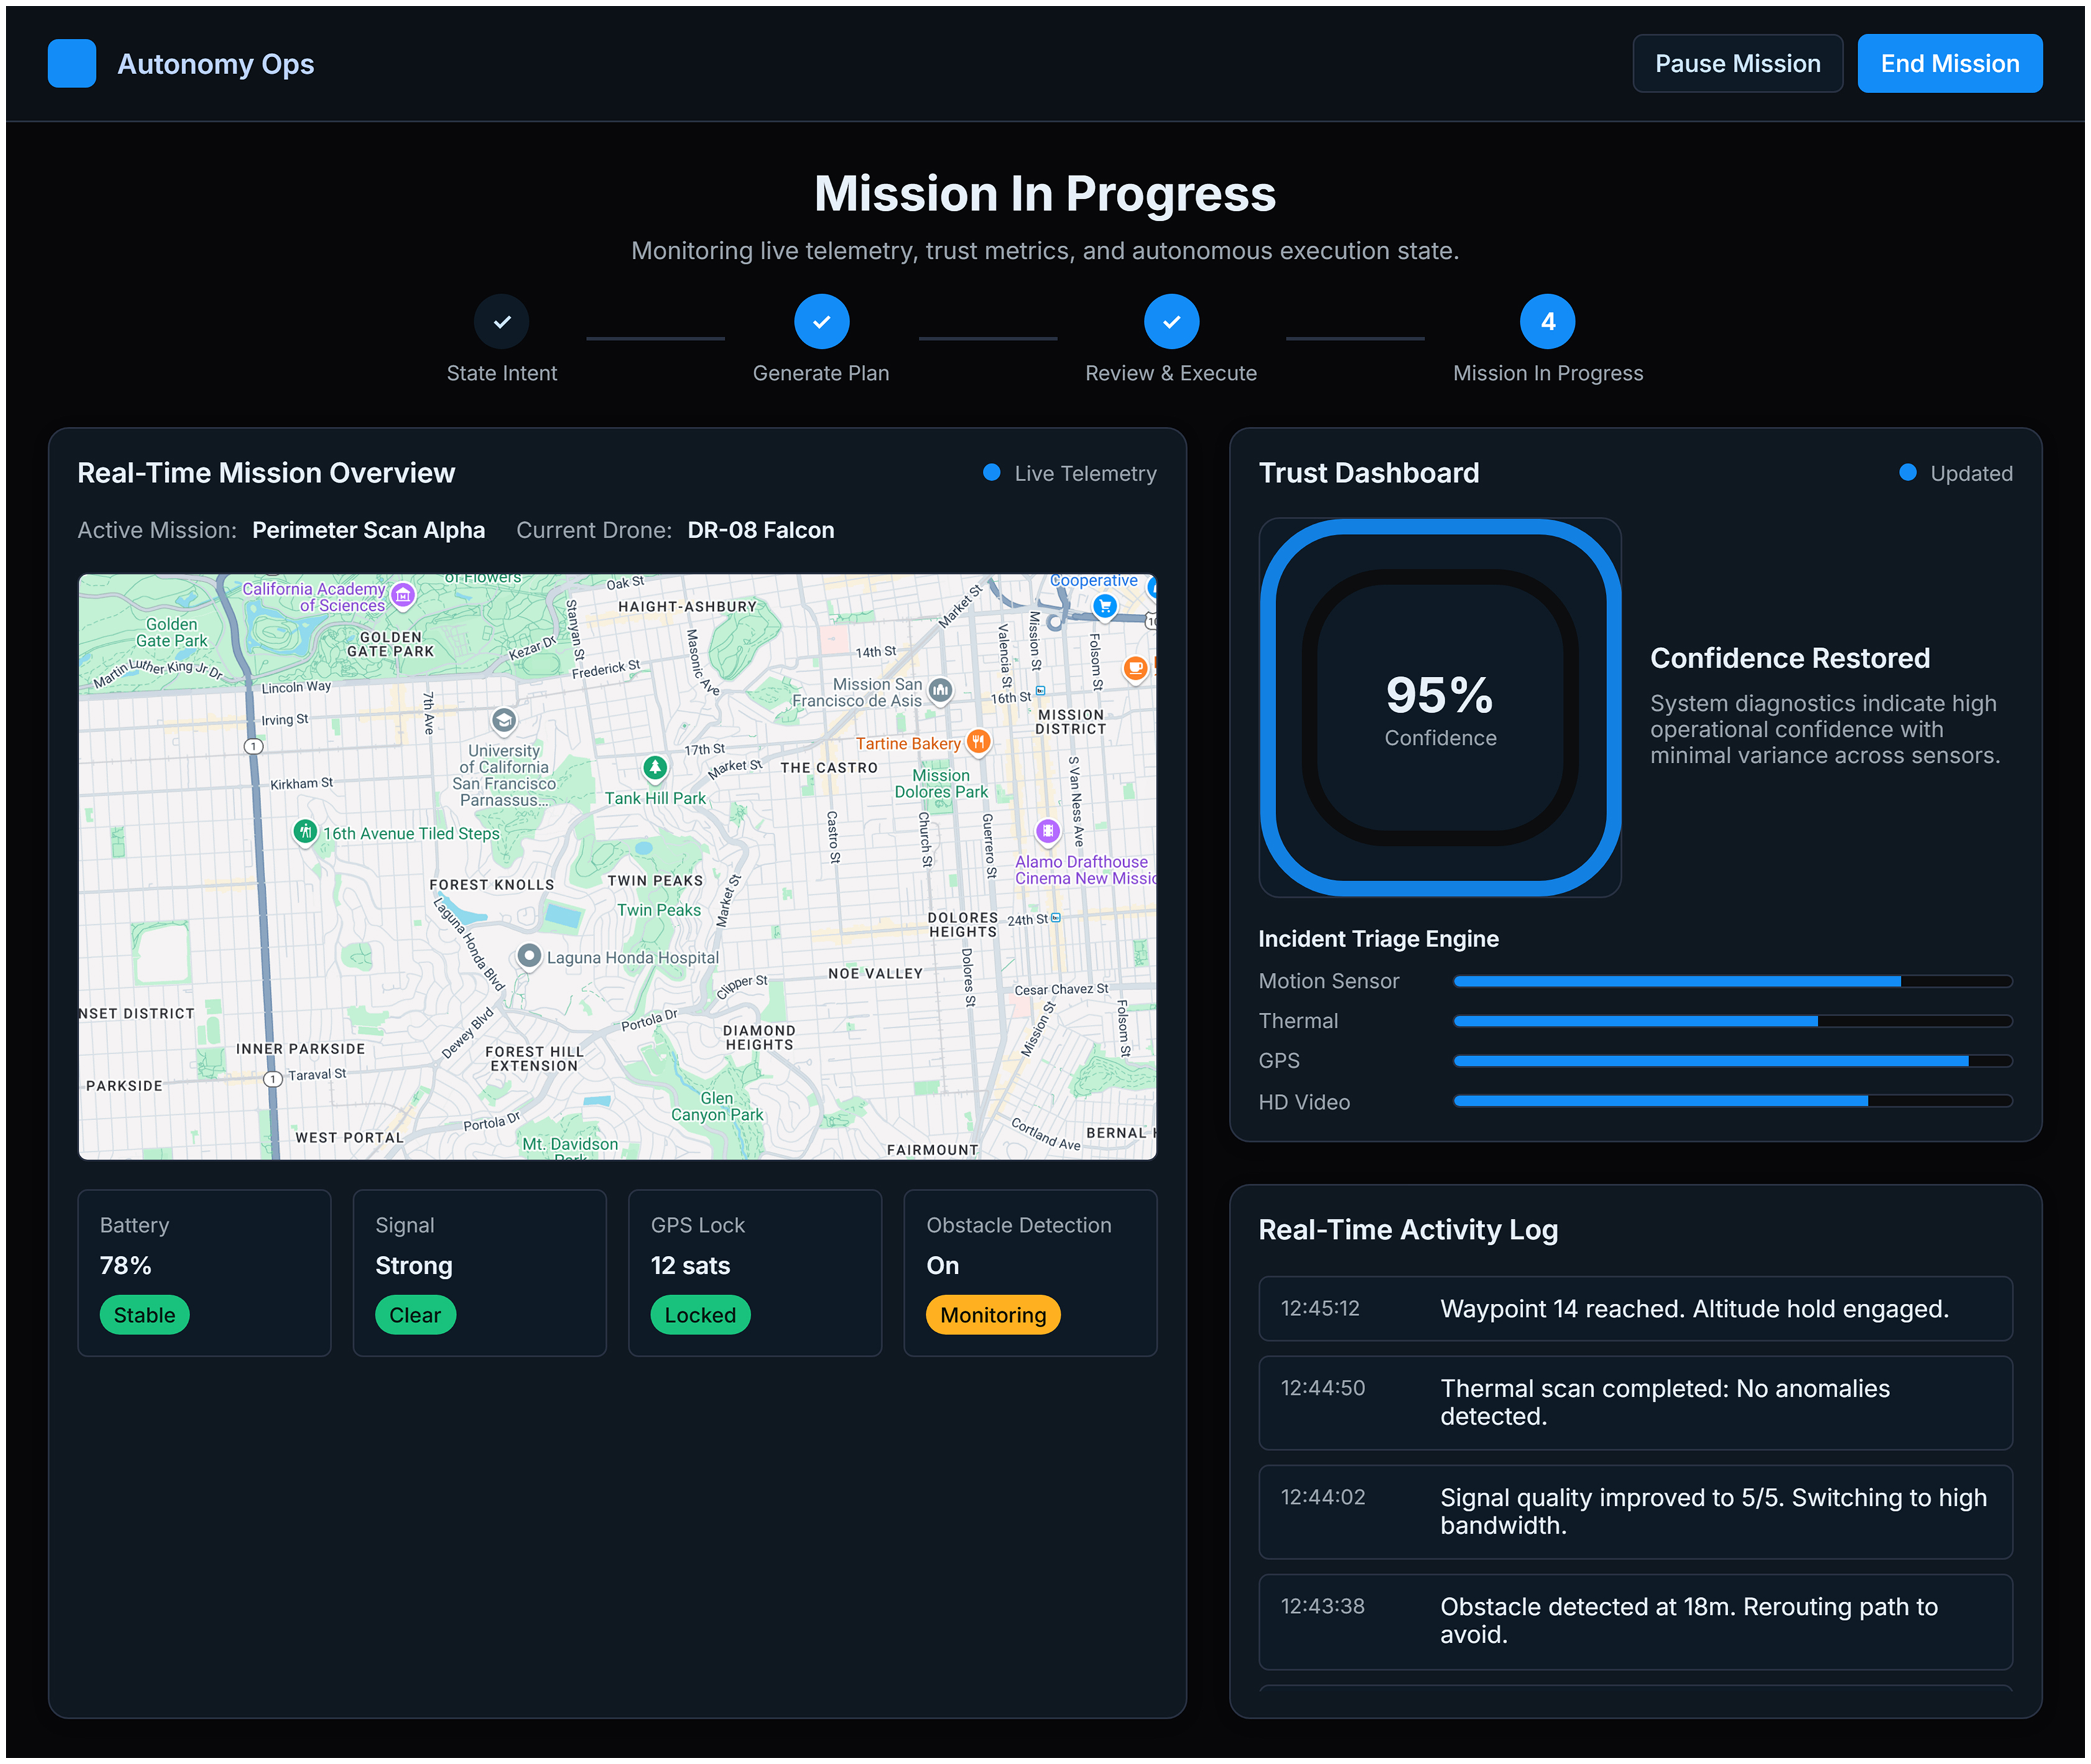 Autonomy Ops
Pause Mission
End Mission
Mission In Progress
Monitoring live telemetry, trust metrics, and autonomous execution state.
4
State Intent
Generate Plan
Review & Execute
Mission In Progress
Real-Time Mission Overview
Live Telemetry
Active Mission: Perimeter Scan Alpha Current Drone: DR-08 Falcon
of Flowers
Oak St
Cooperative
California Academy
of Sciences
HAIGHT-ASHBURY
Market St
Golden
Gate Park
GOLDEN
GATE PARK
Stanyan St
Kezar Dr
Masonic Ave
Valencia St
Mission St
Folsom St
10
14th St
Martin Luther King Jr Dr
Frederick St
Lincoln Way
7th Ave
Mission San
Francisco de Asis
16th St
Irving St
MISSION
DISTRICT
1
University
of California
San Francisco
Parnassus...
17th St
Market St
Tartine Bakery
THE CASTRO
S Van Ness Ave
Kirkham St
Tank Hill Park
Mission
Dolores Park
16th Avenue Tiled Steps
Castro St
Church St
Guerrero St
Alamo Drafthouse
Cinema New Missio
FOREST KNOLLS
TWIN PEAKS
Twin Peaks
Market St
Laguna Honda Blvd
DOLORES
HEIGHTS
24th St
Laguna Honda Hospital
NOE VALLEY
Dolores St
Clipper St
Cesar Chavez St
NSET DISTRICT
Portola Dr
Dewey Blvd
DIAMOND
HEIGHTS
Mission St
Folsom St
INNER PARKSIDE
FOREST HILL
EXTENSION
1
Taraval St
PARKSIDE
Glen
Canyon Park
Portola Dr
WEST PORTAL
Mt. Davidson
Park
Cortland Ave
BERNAL H
FAIRMOUNT
Battery
78%
Stable
Signal
Strong
Clear
GPS Lock
12 sats
Locked
Obstacle Detection
On
Monitoring
Trust Dashboard
Updated
95%
Confidence
Confidence Restored
System diagnostics indicate high
operational confidence with
minimal variance across sensors.
Incident Triage Engine
Motion Sensor
Thermal
GPS
HD Video
Real-Time Activity Log
12:45:12 Waypoint 14 reached. Altitude hold engaged.
12:44:50 Thermal scan completed: No anomalies
detected.
12:44:02 Signal quality improved to 5/5. Switching to high
bandwidth.
12:43:38 Obstacle detected at 18m. Rerouting path to
avoid.